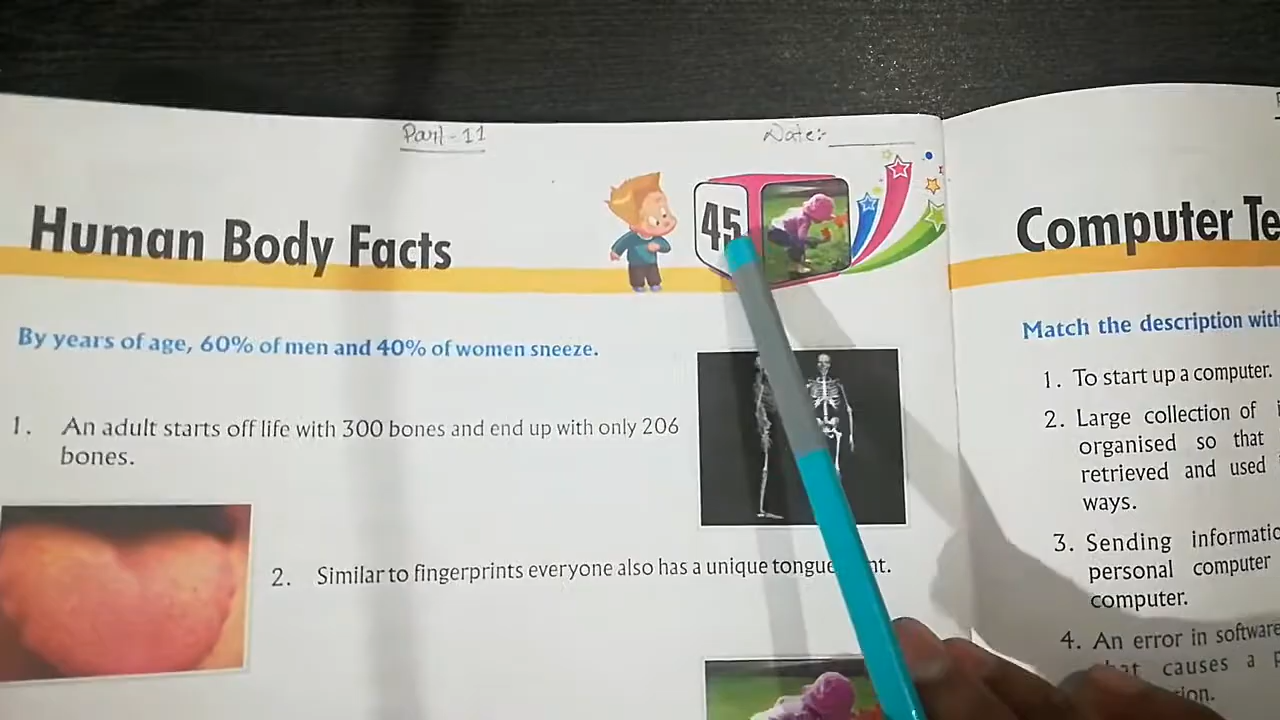 Part-11
Date:-
Human Body Facts
45
By years of age, 60% of men and 40% of women sneeze.
1. An adult starts off life with 300 bones and end up with only 206
bones.
2. Similar to fingerprints everyone also has a unique tongue
Computer Te
Match the description with
1. To start up a computer.
2. Large collection of
organised so that
retrieved and used
ways.
3. Sending informatio
personal computer
computer.
4. An error in software
causes a